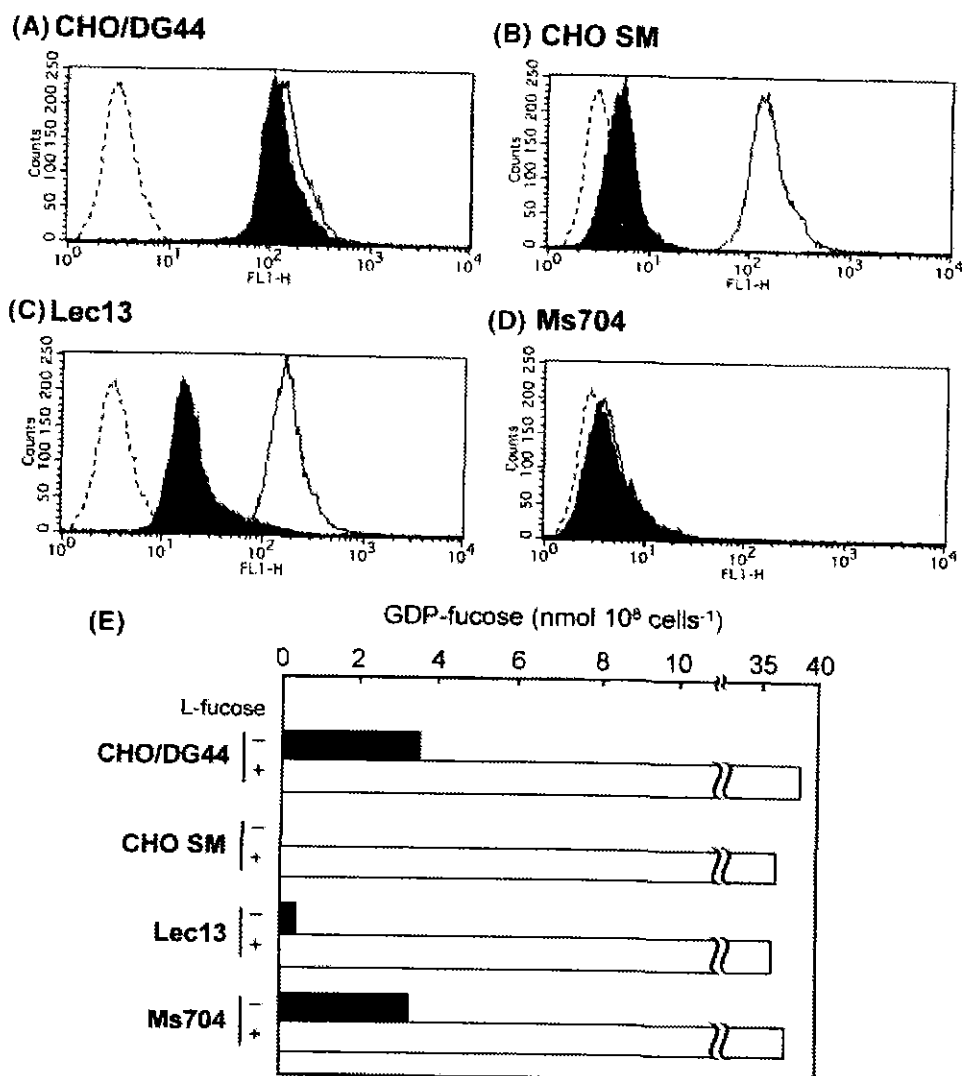 (A) CHO/DG44
(B) CHO SM
Counts
0 50 100 150 200 250
10⁰ 10¹ 10² 10³ 10⁴
FL1-H
Counts
0 50 100 150 200 250
10⁰ 10¹ 10² 10³ 10⁴
FL1-H
(C) Lec13
(D) Ms704
Counts
0 50 100 150 200 250
10⁰ 10¹ 10² 10³ 10⁴
FL1-H
Counts
0 50 100 150 200 250
10⁰ 10¹ 10² 10³ 10⁴
FL1-H
(E)
GDP-fucose (nmol 10⁸ cells⁻¹)
0 2 4 6 8 10 35 40
L-fucose
CHO/DG44 − +
CHO SM − +
Lec13 − +
Ms704 − +